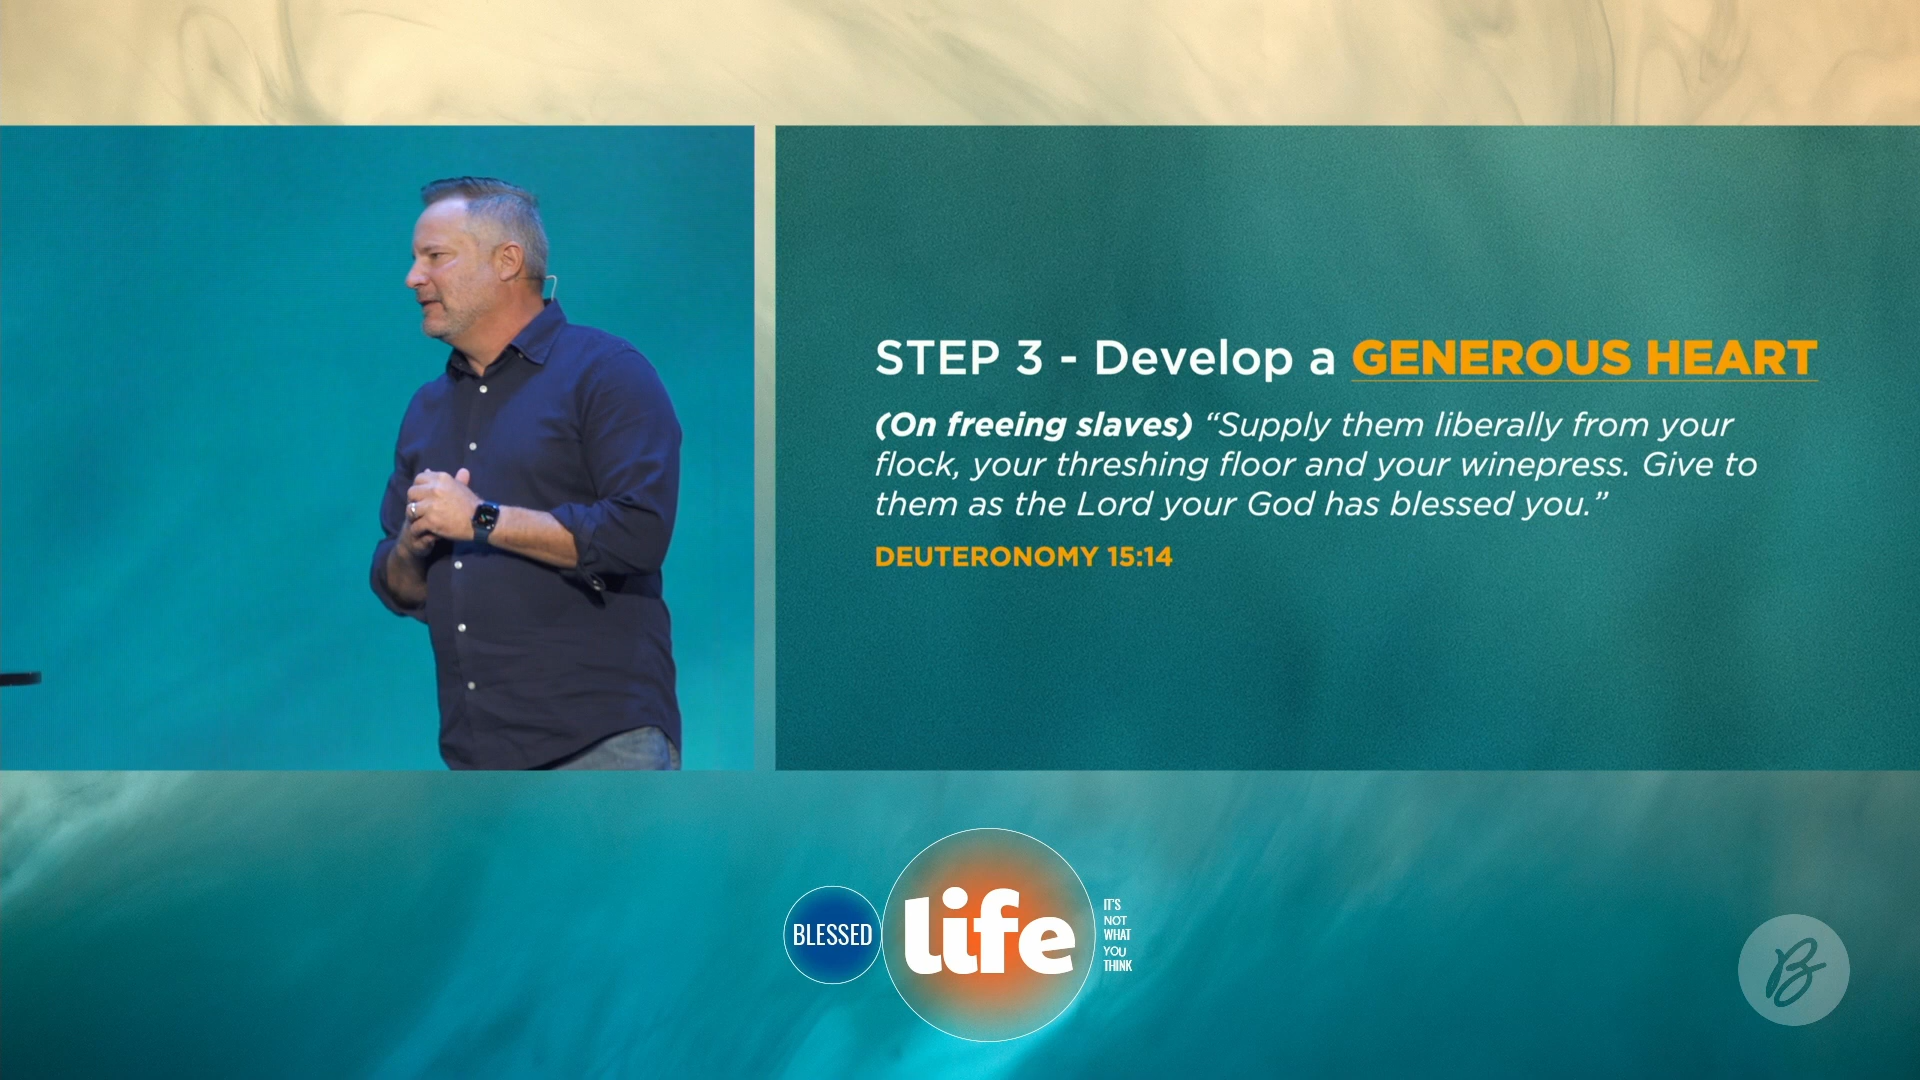 STEP 3 - Develop a GENEROUS HEART
(On freeing slaves) “Supply them liberally from your
flock, your threshing floor and your winepress. Give to
them as the Lord your God has blessed you.”
DEUTERONOMY 15:14
BLESSED
life
IT'S
NOT
WHAT
YOU
THINK
B